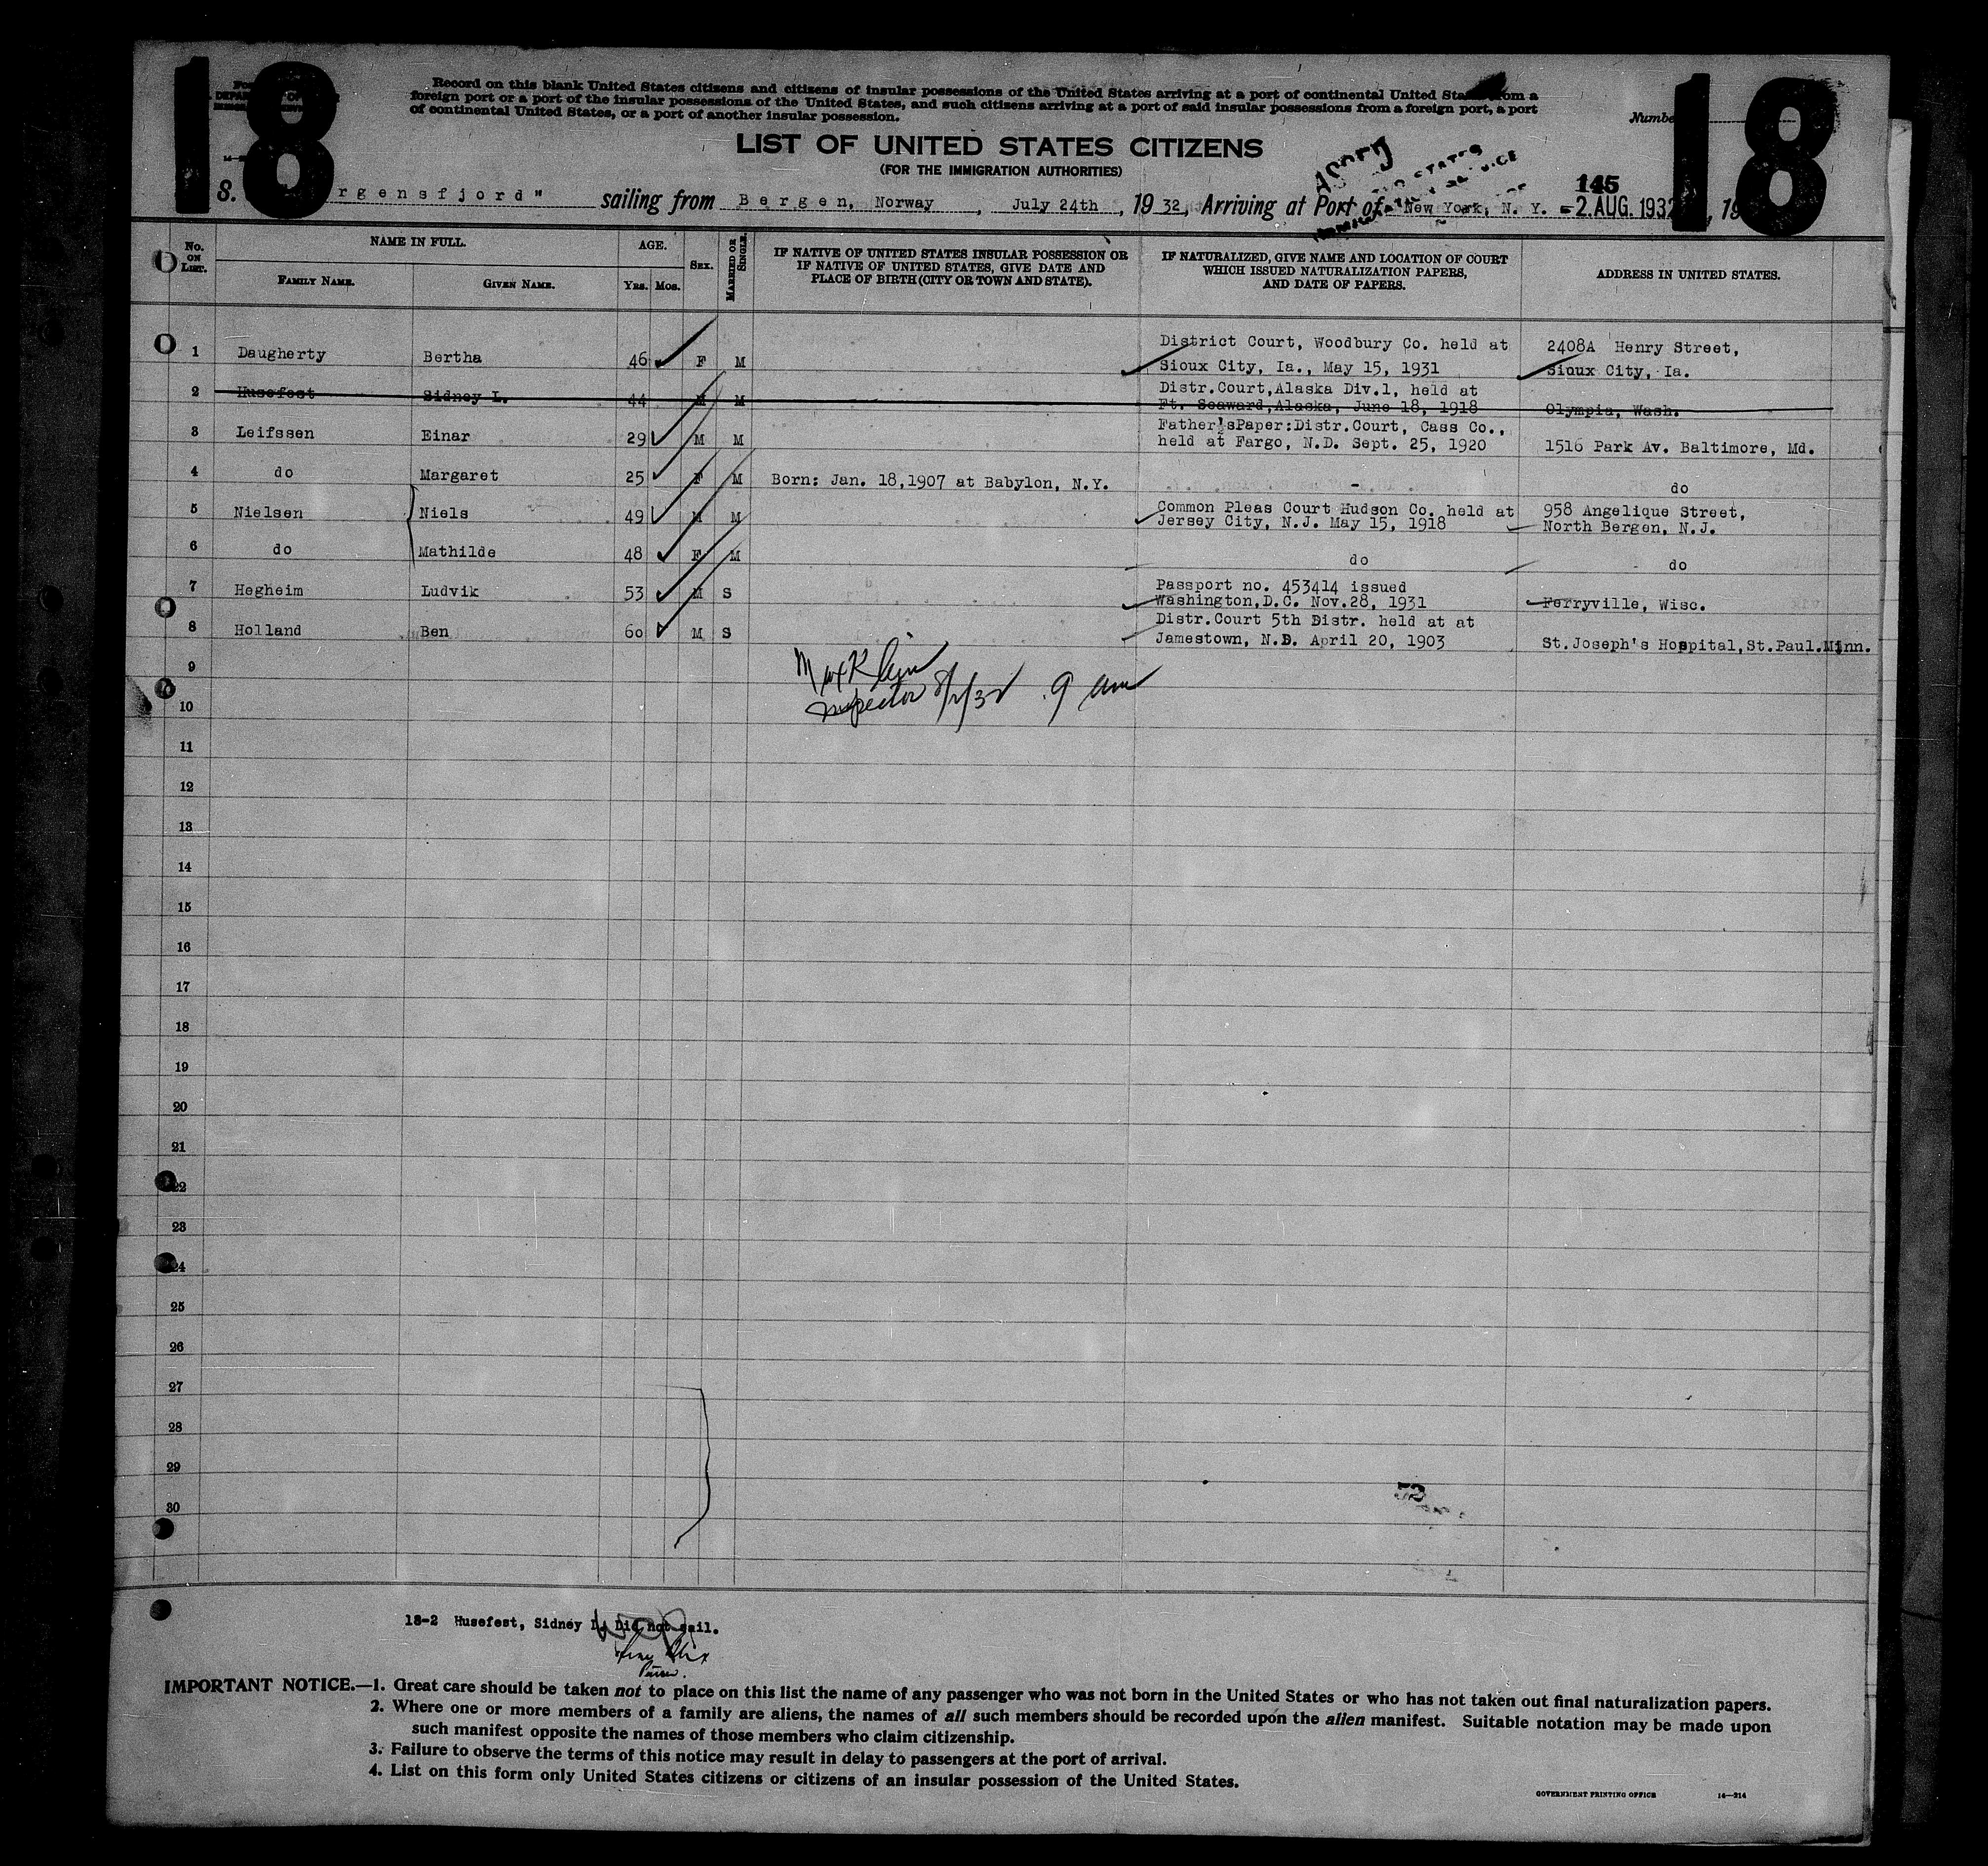 18
18
Record on this blank United States citizens and citizens of insular possessions of the United States arriving at a port of continental United States from a
foreign port or a port of the insular possessions of the United States, and such citizens arriving at a port of said insular possessions from a foreign port, a port
of continental United States, or a port of another insular possession.
Number
LIST OF UNITED STATES CITIZENS
(FOR THE IMMIGRATION AUTHORITIES)
145
S. rgensfjord" sailing from Bergen, Norway, July 24th, 1932, Arriving at Port of New York, N. Y. -2.AUG.1932, 19
No. ON LIST.
NAME IN FULL.
FAMILY NAME.
GIVEN NAME.
AGE.
YRS. MOS.
SEX.
MARRIED OR SINGLE.
IF NATIVE OF UNITED STATES INSULAR POSSESSION OR
IF NATIVE OF UNITED STATES, GIVE DATE AND
PLACE OF BIRTH (CITY OR TOWN AND STATE).
IF NATURALIZED, GIVE NAME AND LOCATION OF COURT
WHICH ISSUED NATURALIZATION PAPERS,
AND DATE OF PAPERS.
ADDRESS IN UNITED STATES.
1 Daugherty Bertha 46 F M District Court, Woodbury Co. held at
Sioux City, Ia., May 15, 1931
2408A Henry Street,
Sioux City, Ia.
2 Husefest Sidney L. 44 M M Distr.Court,Alaska Div.1, held at
Ft. Seaward,Alaska, June 18, 1918 Olympia, Wash.
3 Leifssen Einar 29 M M Father'sPaper:Distr.Court, Cass Co.,
held at Fargo, N.D. Sept. 25, 1920 1516 Park Av. Baltimore, Md.
4 do Margaret 25 F M Born: Jan. 18,1907 at Babylon, N.Y. - do
5 Nielsen Niels 49 M M Common Pleas Court Hudson Co. held at
Jersey City, N.J. May 15, 1918
958 Angelique Street,
North Bergen, N.J.
6 do Mathilde 48 F M do do
7 Hegheim Ludvik 53 M S Passport no. 453414 issued
Washington,D.C. Nov.28, 1931 Ferryville, Wisc.
8 Holland Ben 60 M S Distr.Court 5th Distr. held at at
Jamestown, N.D. April 20, 1903 St.Joseph's Hospital,St.Paul.Minn.
9
Max Klein
Inspector 8/2/32 9 am
10
11
12
13
14
15
16
17
18
19
20
21
22
23
24
25
26
27
28
29
30
18-2 Husefest, Sidney L. Did not sail.
IMPORTANT NOTICE.—1. Great care should be taken not to place on this list the name of any passenger who was not born in the United States or who has not taken out final naturalization papers.
2. Where one or more members of a family are aliens, the names of all such members should be recorded upon the alien manifest. Suitable notation may be made upon
such manifest opposite the names of those members who claim citizenship.
3. Failure to observe the terms of this notice may result in delay to passengers at the port of arrival.
4. List on this form only United States citizens or citizens of an insular possession of the United States.
GOVERNMENT PRINTING OFFICE 14—214